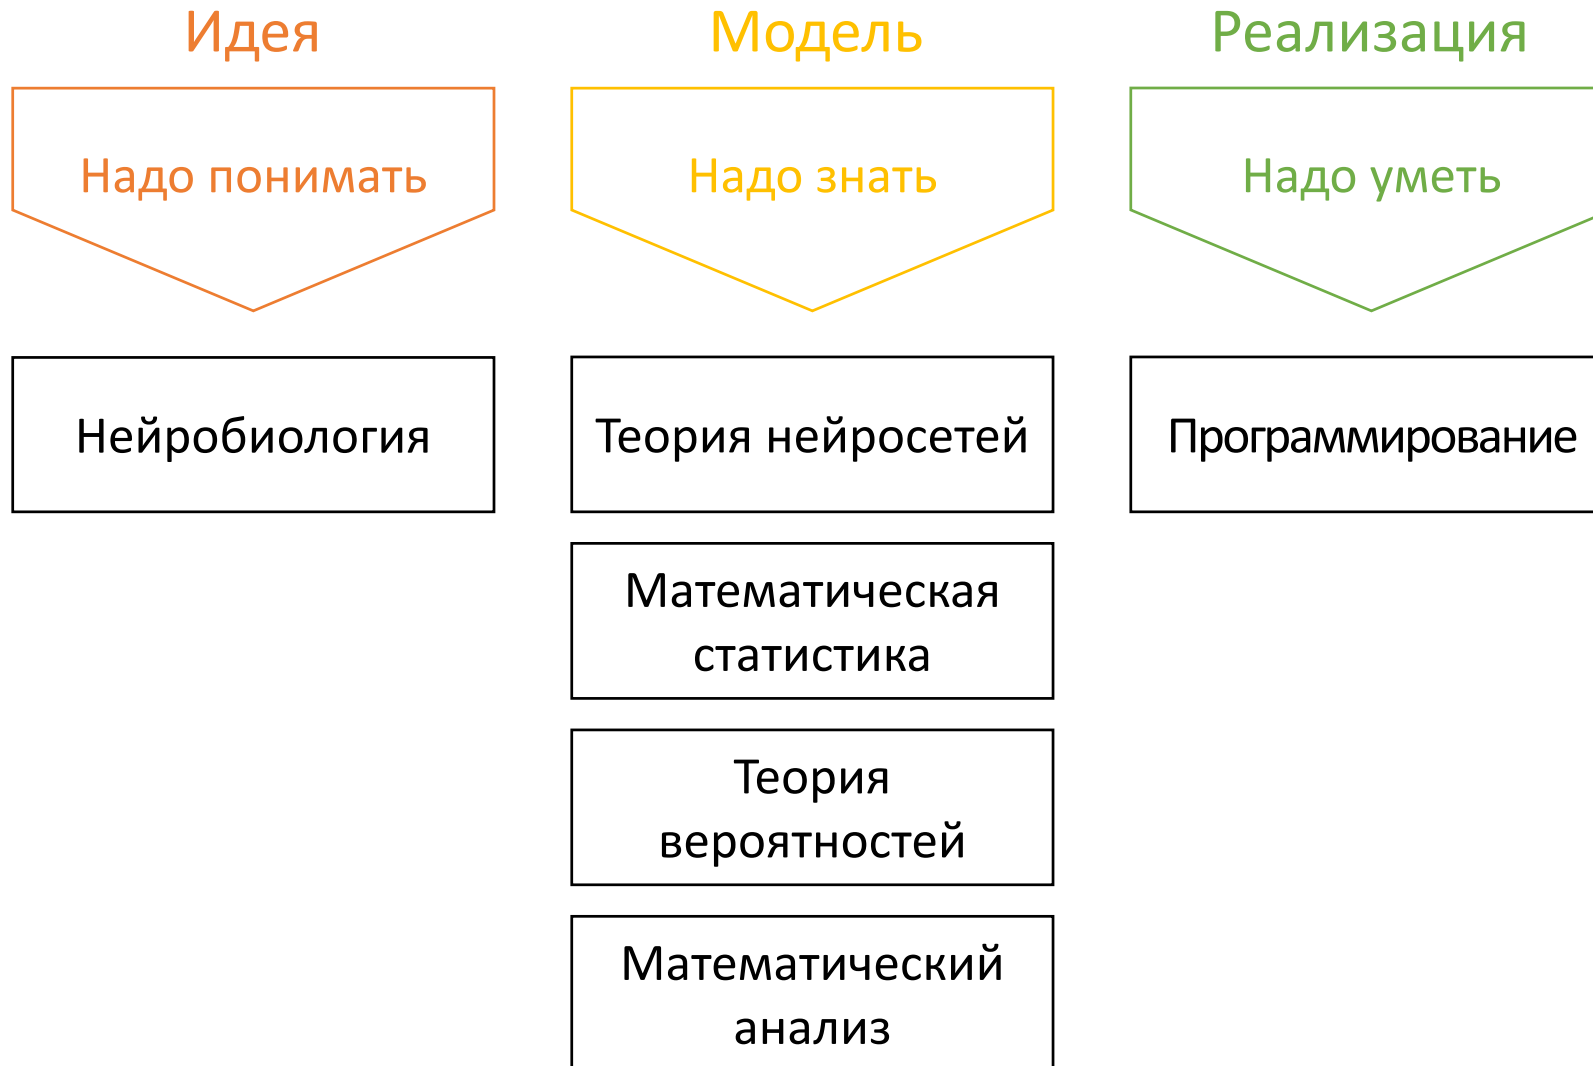 Идея
Модель
Реализация
Надо понимать
Надо знать
Надо уметь
Нейробиология
Теория нейросетей
Программирование
Математическая
статистика
Теория
вероятностей
Математический
анализ